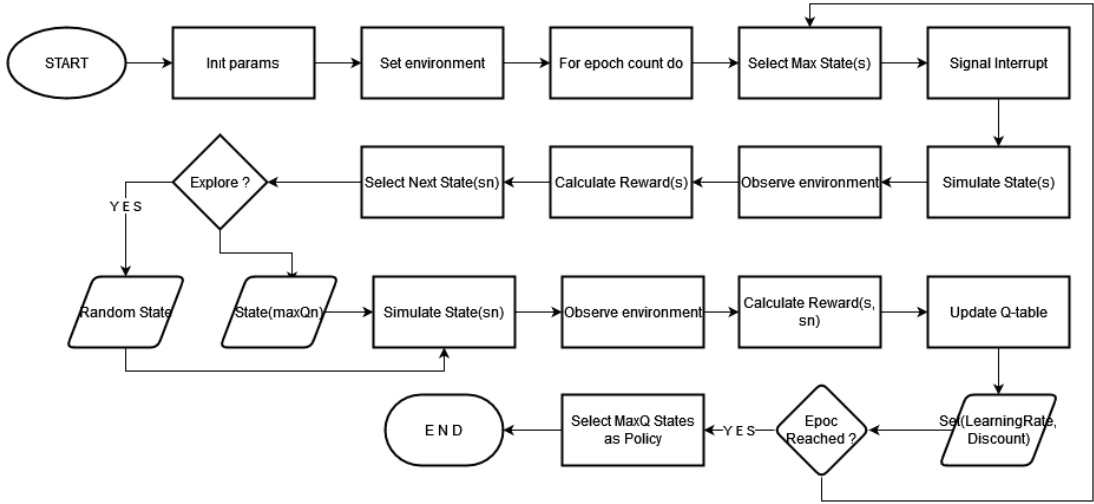 START
Init params
Set environment
For epoch count do
Select Max State(s)
Signal Interrupt
Explore ?
Select Next State(sn)
Calculate Reward(s)
Observe environment
Simulate State(s)
YES
Random State
State(maxQn)
Simulate State(sn)
Observe environment
Calculate Reward(s,
sn)
Update Q-table
END
Select MaxQ States
as Policy
YES
Epoc
Reached ?
Set(LearningRate,
Discount)